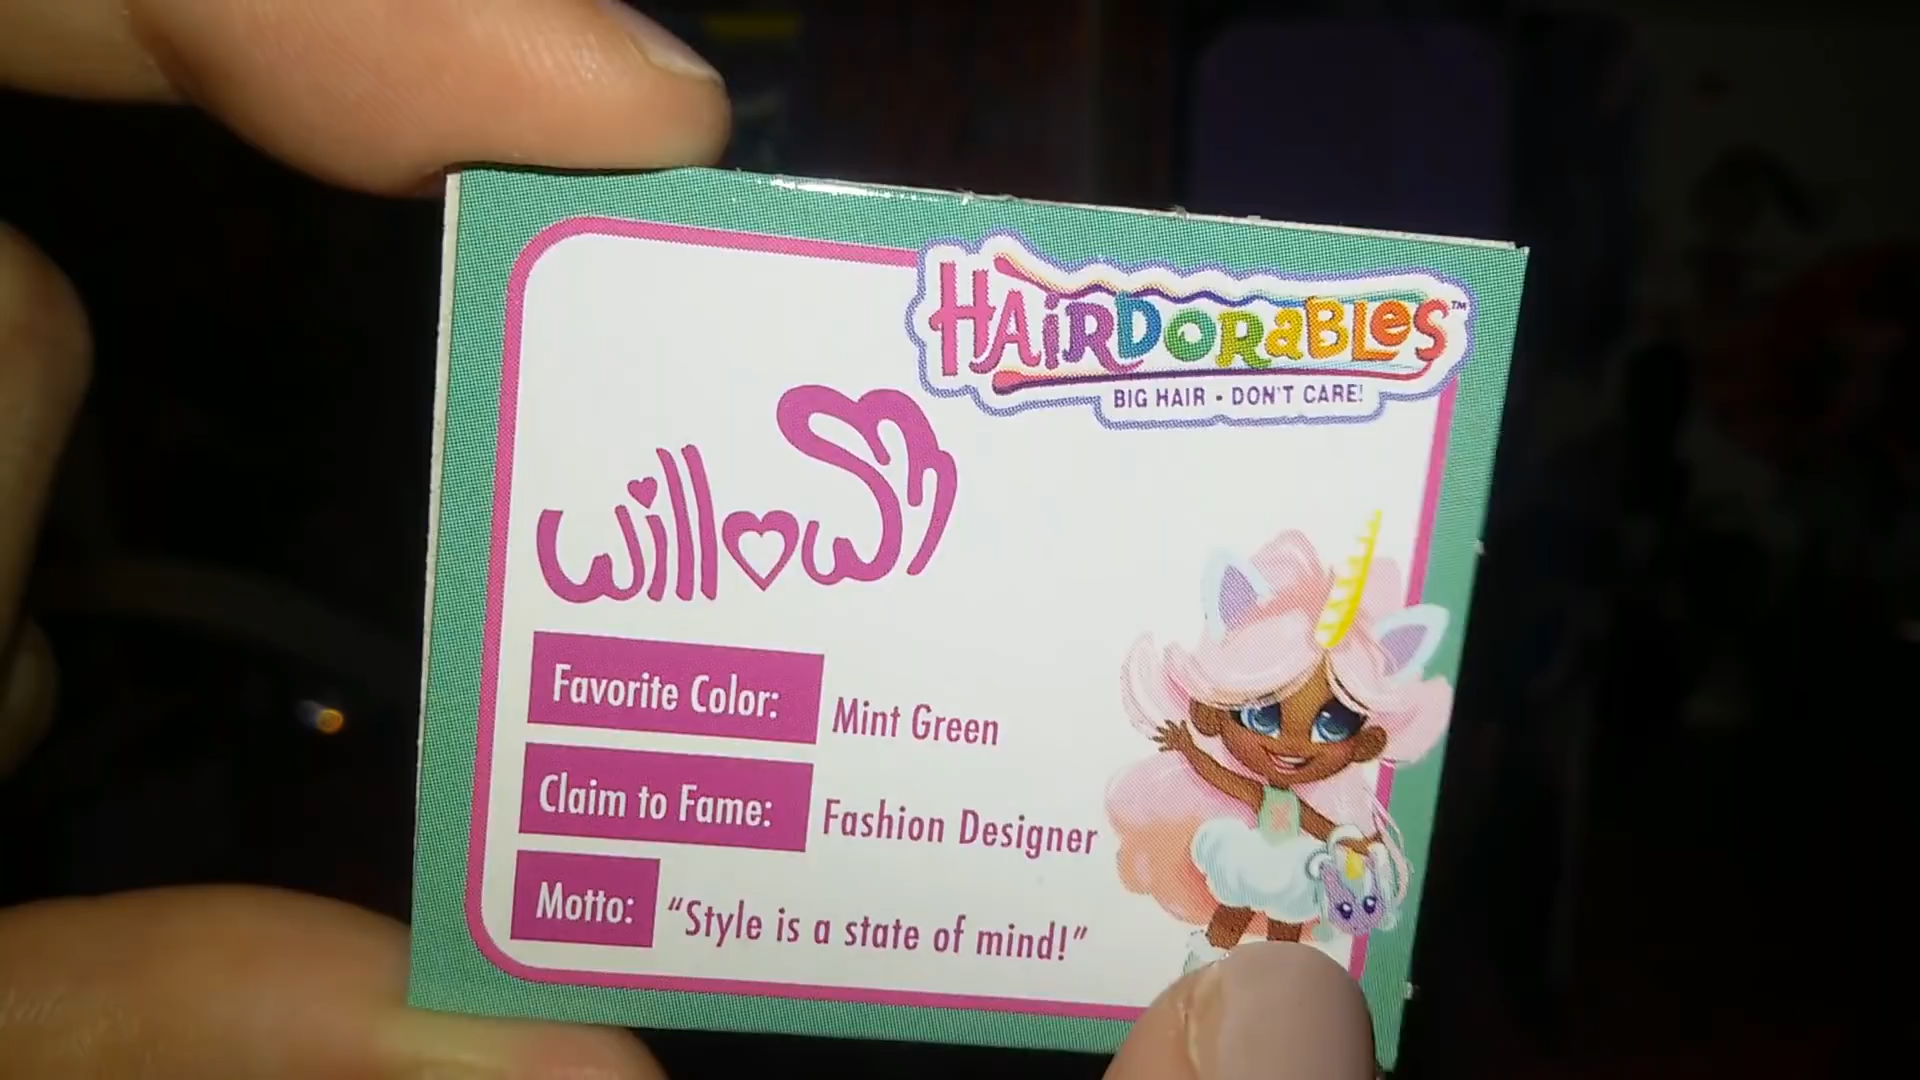 HAiRDORaBLes™
BIG HAIR - DON'T CARE!
willow
Favorite Color: Mint Green
Claim to Fame: Fashion Designer
Motto: "Style is a state of mind!"